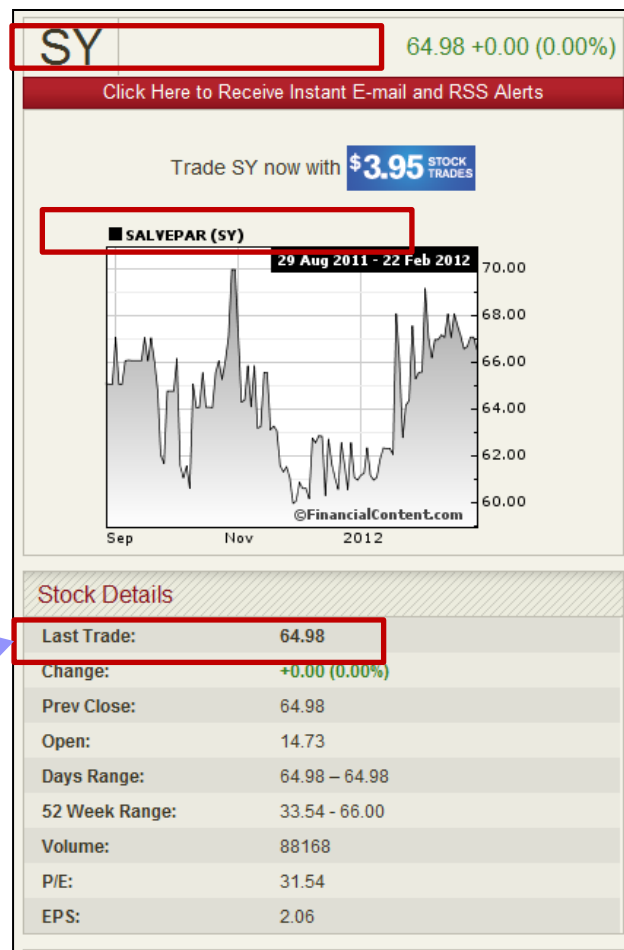 SY
64.98 +0.00 (0.00%)
Click Here to Receive Instant E-mail and RSS Alerts
Trade SY now with $3.95 STOCK TRADES
SALVEPAR (SY)
29 Aug 2011 - 22 Feb 2012
70.00
68.00
66.00
64.00
62.00
60.00
©FinancialContent.com
Sep Nov 2012
Stock Details
Last Trade: 64.98
Change: +0.00 (0.00%)
Prev Close: 64.98
Open: 14.73
Days Range: 64.98 – 64.98
52 Week Range: 33.54 - 66.00
Volume: 88168
P/E: 31.54
EPS: 2.06